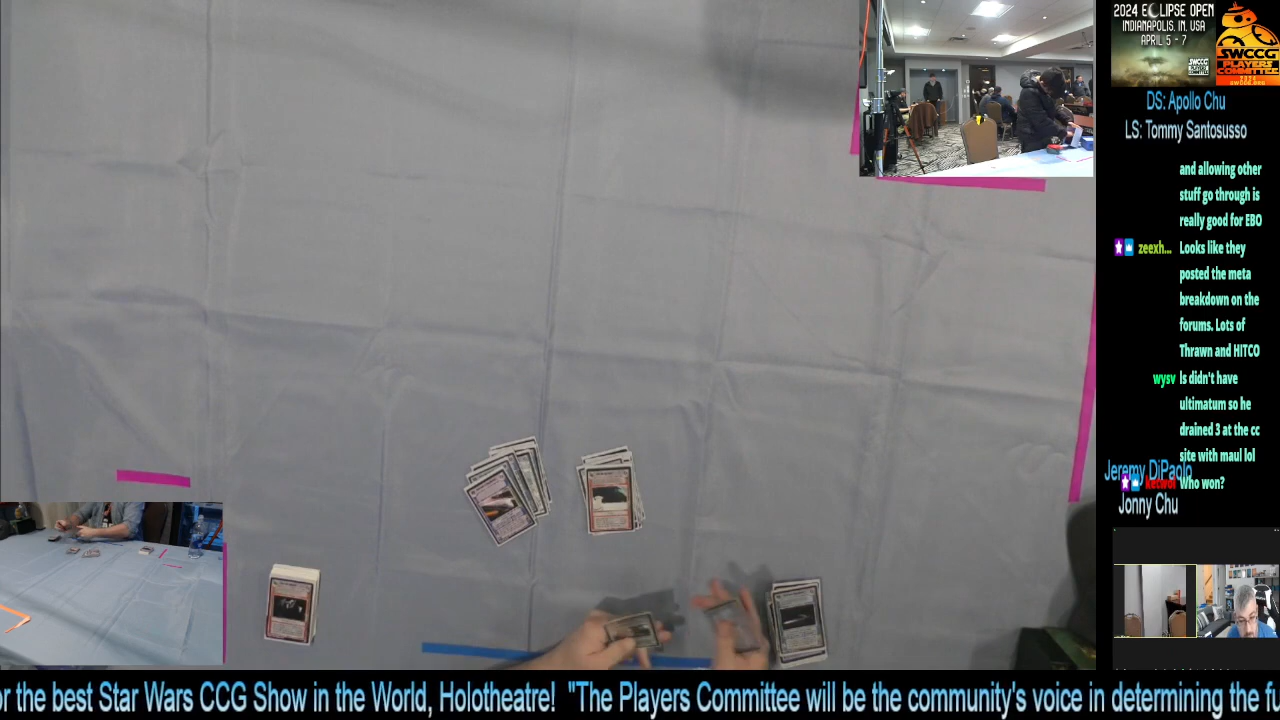 2024 ECLIPSE OPEN
INDIANAPOLIS, IN, USA
APRIL 5 - 7
SWCCG
PLAYERS
COMMITTEE
SWCCG
PLAYERS
COMMITTEE
DS: Apollo Chu
LS: Tommy Santosusso
and allowing other
stuff go through is
really good for EBO
zeexh... Looks like they
posted the meta
breakdown on the
forums. Lots of
Thrawn and HITCO
wysv ls didn't have
ultimatum so he
drained 3 at the cc
site with maul lol
Jeremy DiPaolo
who won?
Jonny Chu
or the best Star Wars CCG Show in the World, Holotheatre! "The Players Committee will be the community's voice in determining the fu